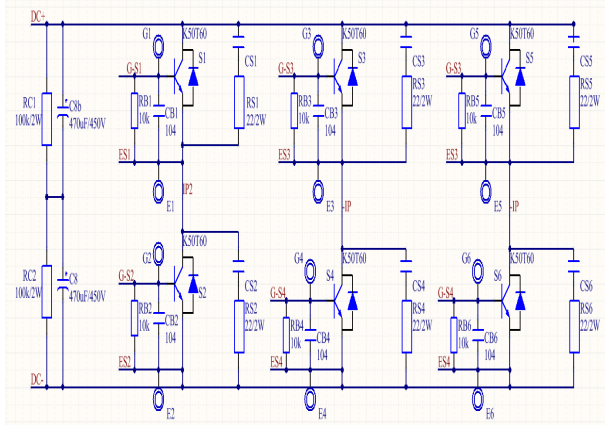 DC+
G1
K50T60
S1
CS1
G3
K50T60
S3
CS3
G5
K50T60
S5
CS5
G-S1
G-S3
G-S3
RC1
100k/2W
C8b
470uF/450V
RB1
10k
CB1
104
RS1
22/2W
RB3
10k
CB3
104
RS3
22/2W
RB5
10k
CB5
104
RS5
22/2W
ES1
ES3
ES3
E1
IP2
E3
-IP
E5
-IP
G2
K50T60
G4
K50T60
G6
K50T60
G-S2
S2
CS2
S4
CS4
S6
CS6
G-S4
G-S4
RC2
100k/2W
C8
470uF/450V
RB2
10k
CB2
104
RS2
22/2W
RB4
10k
CB4
104
RS4
22/2W
RB6
10k
CB6
104
RS6
22/2W
ES2
ES4
ES4
DC-
E2
E4
E6